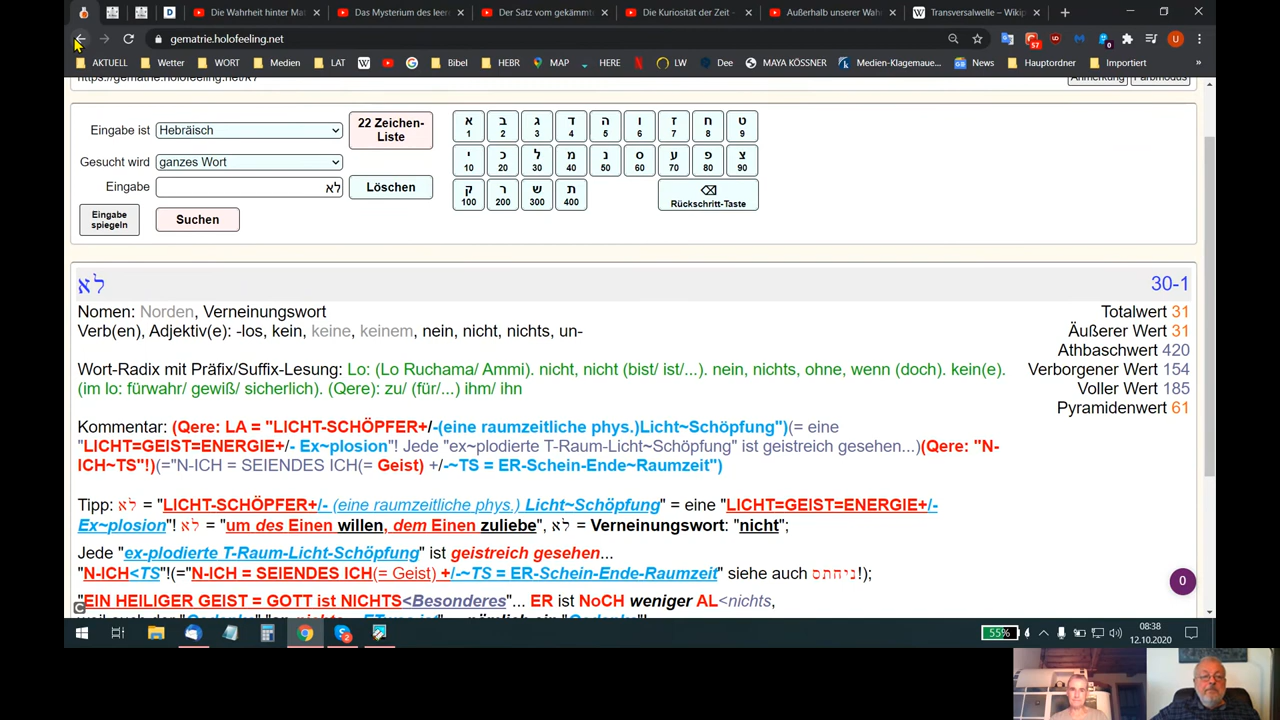 Die Wahrheit hinter Mat
Das Mysterium des leer
Der Satz vom gekämmt
Die Kuriosität der Zeit -
Außerhalb unserer Wah
Transversalwelle – Wikip
gematrie.holofeeling.net
57
0
U
AKTUELL
Wetter
WORT
Medien
LAT
Bibel
HEBR
MAP
HERE
LW
Dee
MAYA KÖSSNER
Medien-Klagemaue...
News
Hauptordner
Importiert
Eingabe ist
Hebräisch
22 Zeichen-
Liste
Gesucht wird
ganzes Wort
Eingabe
לא
Löschen
Eingabe
spiegeln
Suchen
א ב ג ד ה ו ז ח ט
1 2 3 4 5 6 7 8 9
י כ ל מ נ ס ע פ צ
10 20 30 40 50 60 70 80 90
ק ר ש ת
100 200 300 400
Rückschritt-Taste
לא
30-1
Nomen: Norden, Verneinungswort
Verb(en), Adjektiv(e): -los, kein, keine, keinem, nein, nicht, nichts, un-
Totalwert 31
Äußerer Wert 31
Athbaschwert 420
Verborgener Wert 154
Voller Wert 185
Pyramidenwert 61
Wort-Radix mit Präfix/Suffix-Lesung: Lo: (Lo Ruchama/ Ammi). nicht, nicht (bist/ ist/...). nein, nichts, ohne, wenn (doch). kein(e).
(im lo: fürwahr/ gewiß/ sicherlich). (Qere): zu/ (für/...) ihm/ ihn
Kommentar: (Qere: LA = "LICHT-SCHÖPFER+/-(eine raumzeitliche phys.)Licht~Schöpfung")(= eine
"LICHT=GEIST=ENERGIE+/- Ex~plosion"! Jede "ex~plodierte T-Raum-Licht~Schöpfung" ist geistreich gesehen...)(Qere: "N-
ICH~TS"!)(="N-ICH = SEIENDES ICH(= Geist) +/-~TS = ER-Schein-Ende~Raumzeit")
Tipp: לא = "LICHT-SCHÖPFER+/- (eine raumzeitliche phys.) Licht~Schöpfung" = eine "LICHT=GEIST=ENERGIE+/-
Ex~plosion"! לא = "um des Einen willen, dem Einen zuliebe", לא = Verneinungswort: "nicht";
Jede "ex-plodierte T-Raum-Licht-Schöpfung" ist geistreich gesehen...
"N-ICH<TS"!(="N-ICH = SEIENDES ICH(= Geist) +/-~TS = ER-Schein-Ende-Raumzeit" siehe auch ניחתס!);
"EIN HEILIGER GEIST = GOTT ist NICHTS<Besonderes"... ER ist NoCH weniger AL<nichts,
0
55%
08:38
12.10.2020